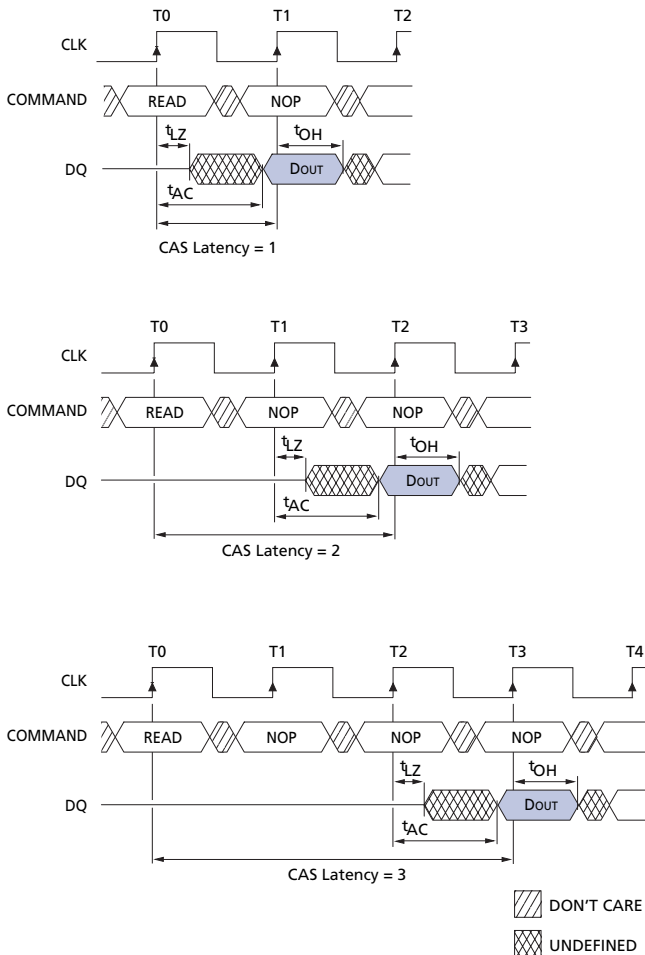 T0 T1 T2
CLK
COMMAND READ NOP
tLZ tOH
DQ DOUT
tAC
CAS Latency = 1
T0 T1 T2 T3
CLK
COMMAND READ NOP NOP
tLZ tOH
DQ DOUT
tAC
CAS Latency = 2
T0 T1 T2 T3 T4
CLK
COMMAND READ NOP NOP NOP
tLZ tOH
DQ DOUT
tAC
CAS Latency = 3
DON'T CARE
UNDEFINED